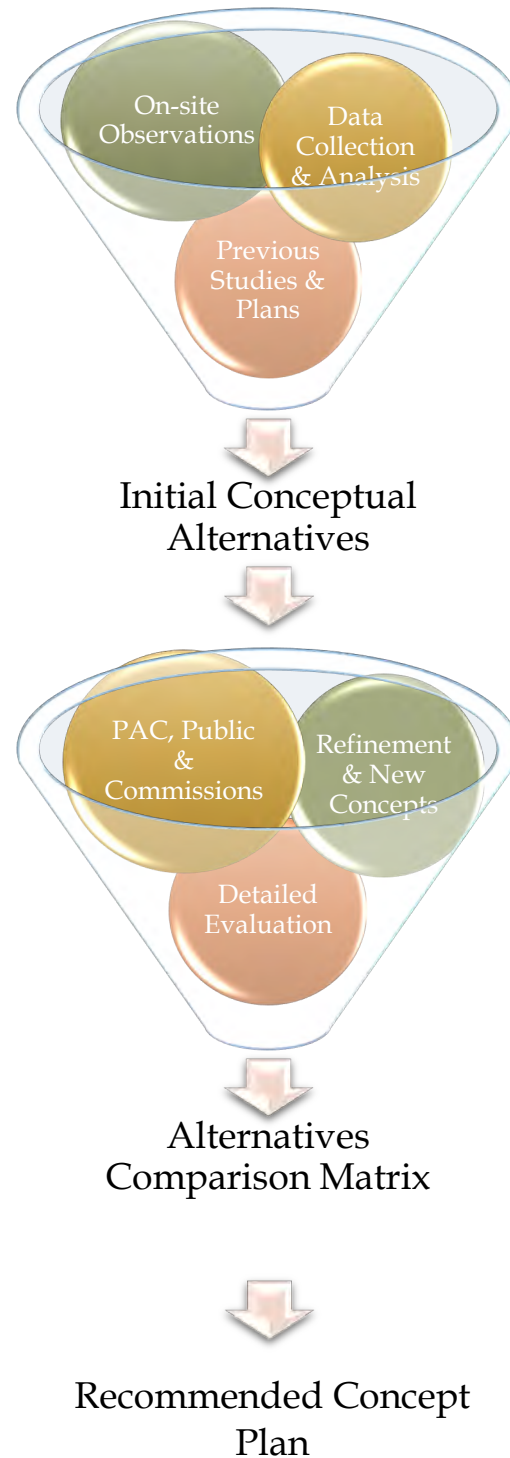 On-site
Observations
Data
Collection
& Analysis
Previous
Studies &
Plans
Initial Conceptual
Alternatives
PAC, Public
&
Commissions
Refinement
& New
Concepts
Detailed
Evaluation
Alternatives
Comparison Matrix
Recommended Concept
Plan